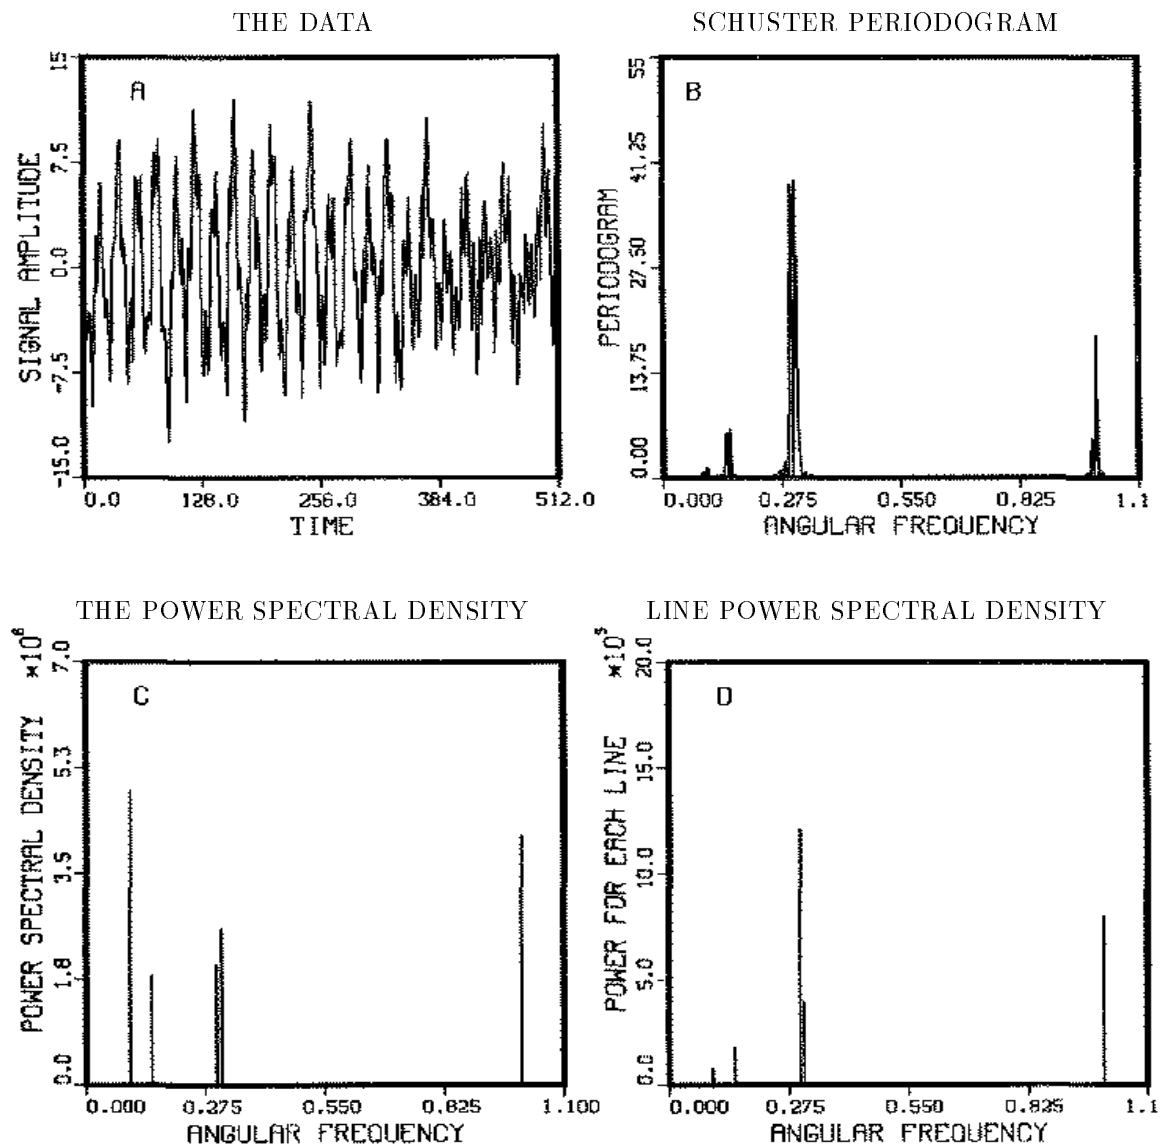 THE DATA
SCHUSTER PERIODOGRAM
A
SIGNAL AMPLITUDE
15
7.5
0.0
-7.5
-15.0
0.0 128.0 256.0 384.0 512.0
TIME
B
PERIODOGRAM
55
41.25
27.50
13.75
0.00
0.000 0.275 0.550 0.825 1.1
ANGULAR FREQUENCY
THE POWER SPECTRAL DENSITY
LINE POWER SPECTRAL DENSITY
C
POWER SPECTRAL DENSITY *10⁶
7.0
5.3
3.5
1.8
0.0
0.000 0.275 0.550 0.825 1.100
ANGULAR FREQUENCY
D
POWER FOR EACH LINE *10⁵
20.0
15.0
10.0
5.0
0.0
0.000 0.275 0.550 0.825 1.1
ANGULAR FREQUENCY